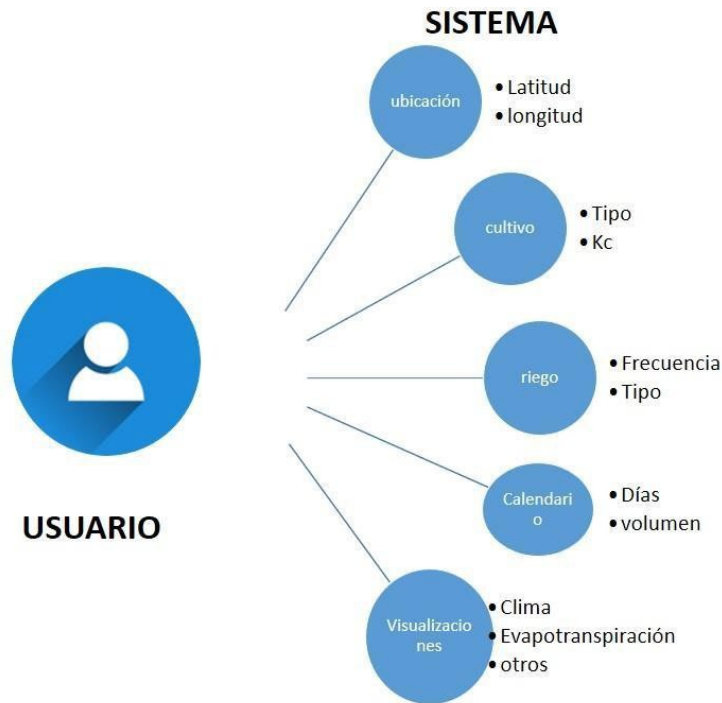 SISTEMA
ubicación
• Latitud
• longitud
cultivo
• Tipo
• Kc
riego
• Frecuencia
• Tipo
USUARIO
Calendari
o
• Días
• volumen
Visualizacio
nes
• Clima
• Evapotranspiración
• otros